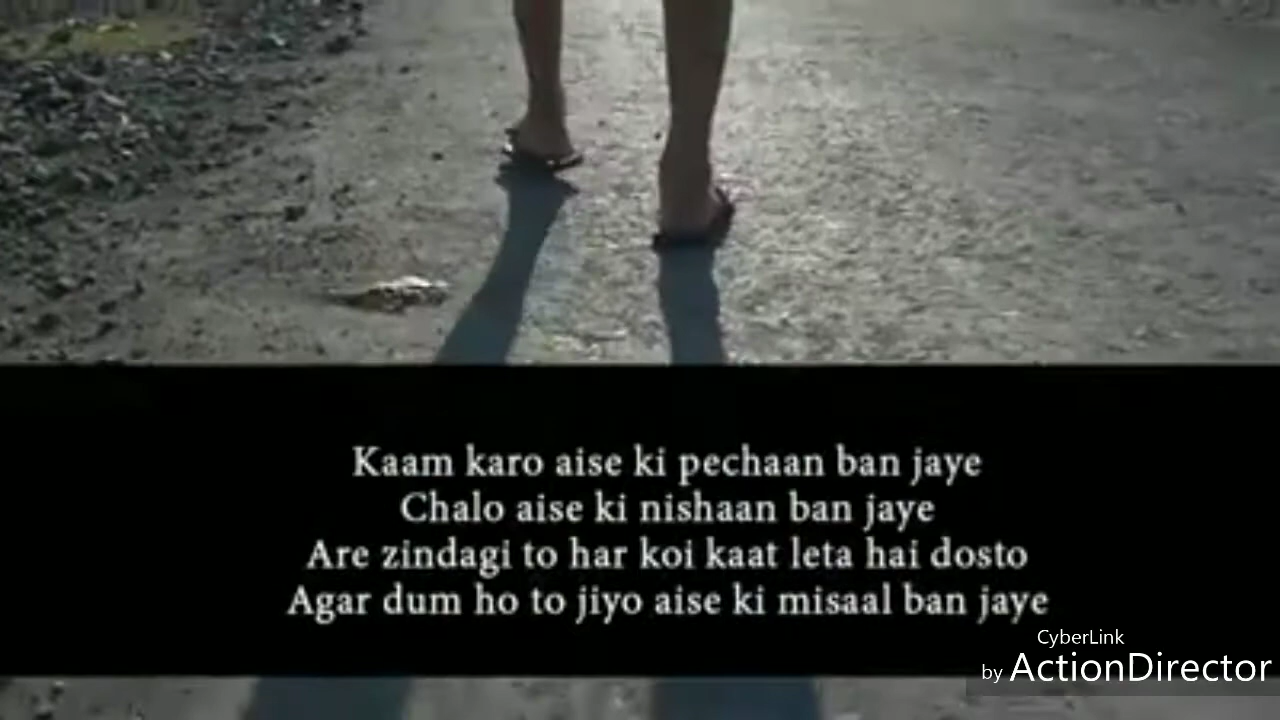 Kaam karo aise ki pechaan ban jaye
Chalo aise ki nishaan ban jaye
Are zindagi to har koi kaat leta hai dosto
Agar dum ho to jiyo aise ki misaal ban jaye
CyberLink
by ActionDirector